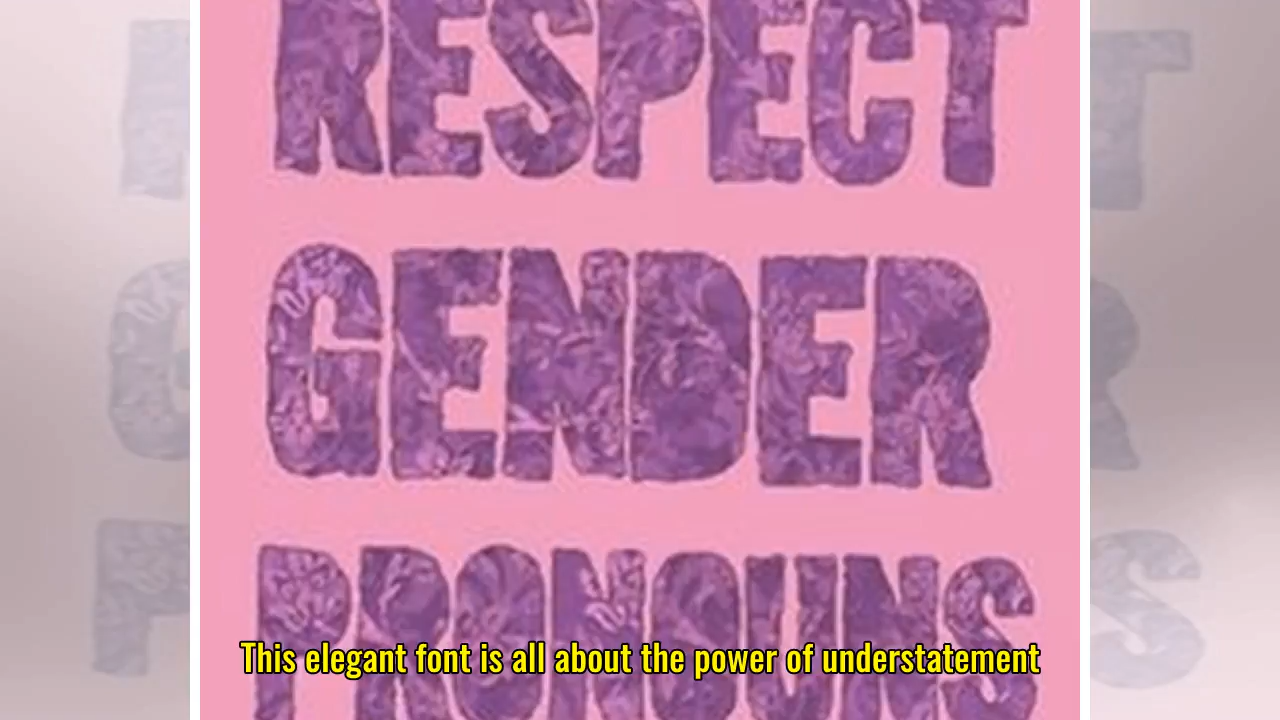 RESPECT
GENDER
PRONOUNS
This elegant font is all about the power of understatement